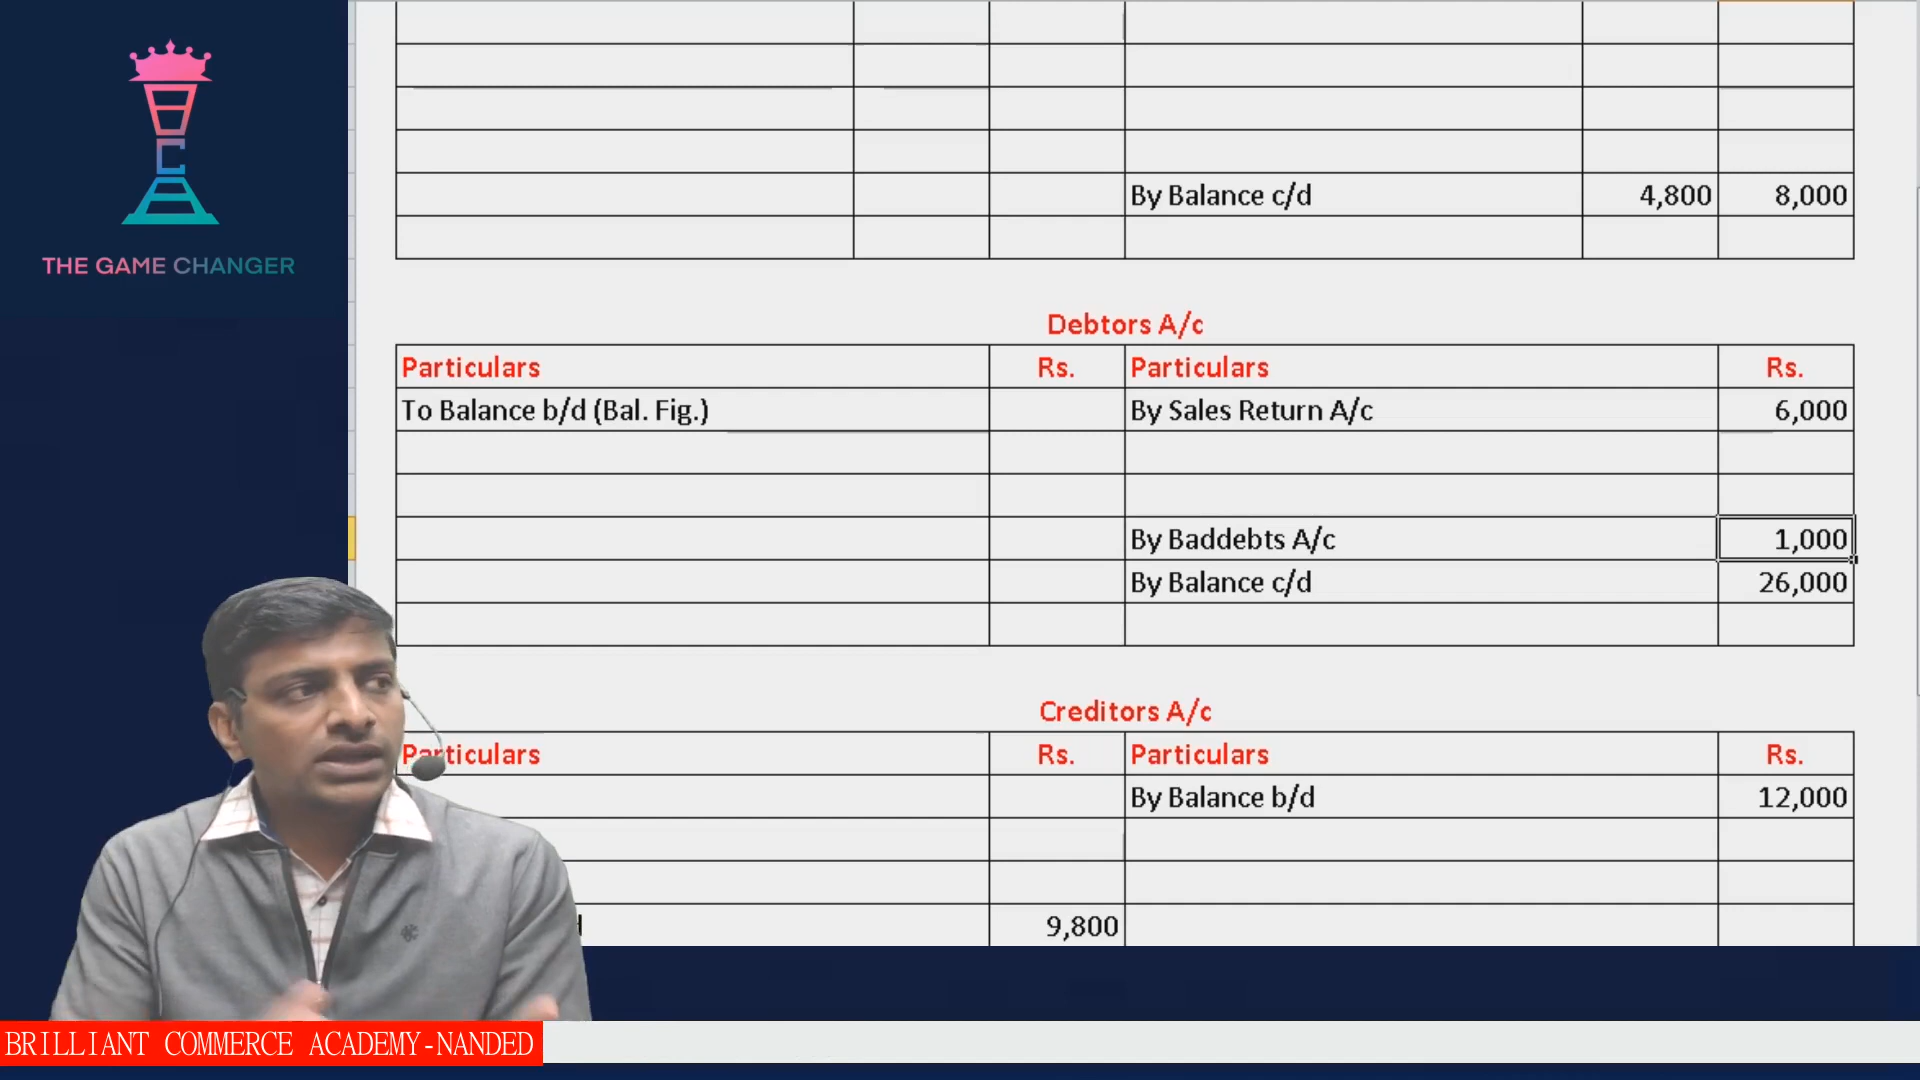 THE GAME CHANGER
By Balance c/d 4,800 8,000
Debtors A/c
Particulars Rs. Particulars Rs.
To Balance b/d (Bal. Fig.) By Sales Return A/c 6,000
By Baddebts A/c 1,000
By Balance c/d 26,000
Creditors A/c
Particulars Rs. Particulars Rs.
By Balance b/d 12,000
9,800
BRILLIANT COMMERCE ACADEMY-NANDED